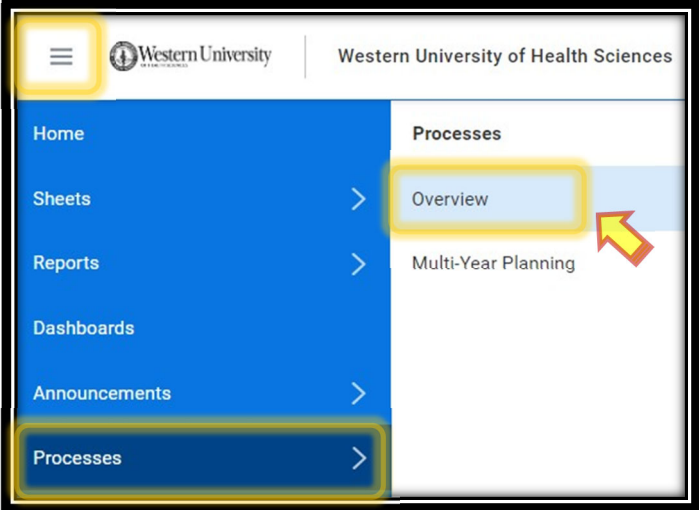 Western University
Western University of Health Sciences
Home
Sheets
Reports
Dashboards
Announcements
Processes
Processes
Overview
Multi-Year Planning